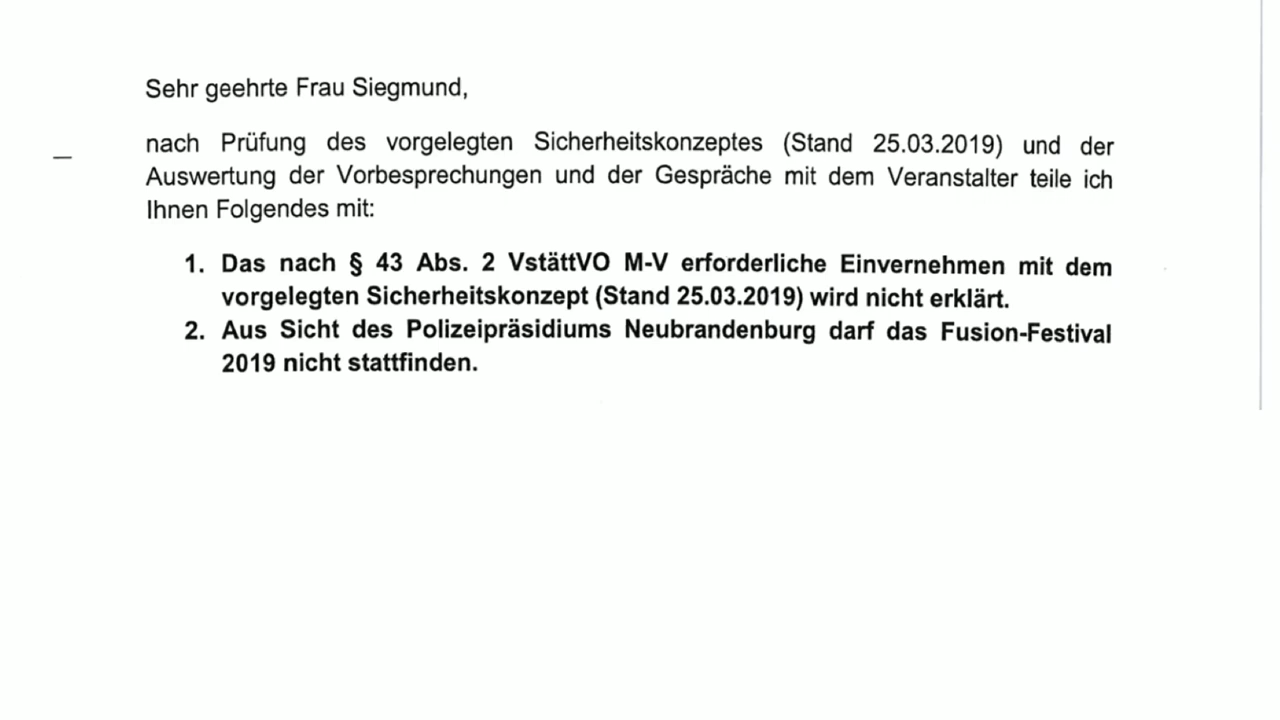 Sehr geehrte Frau Siegmund,
nach Prüfung des vorgelegten Sicherheitskonzeptes (Stand 25.03.2019) und der
Auswertung der Vorbesprechungen und der Gespräche mit dem Veranstalter teile ich
Ihnen Folgendes mit:
1. Das nach § 43 Abs. 2 VstättVO M-V erforderliche Einvernehmen mit dem
vorgelegten Sicherheitskonzept (Stand 25.03.2019) wird nicht erklärt.
2. Aus Sicht des Polizeipräsidiums Neubrandenburg darf das Fusion-Festival
2019 nicht stattfinden.